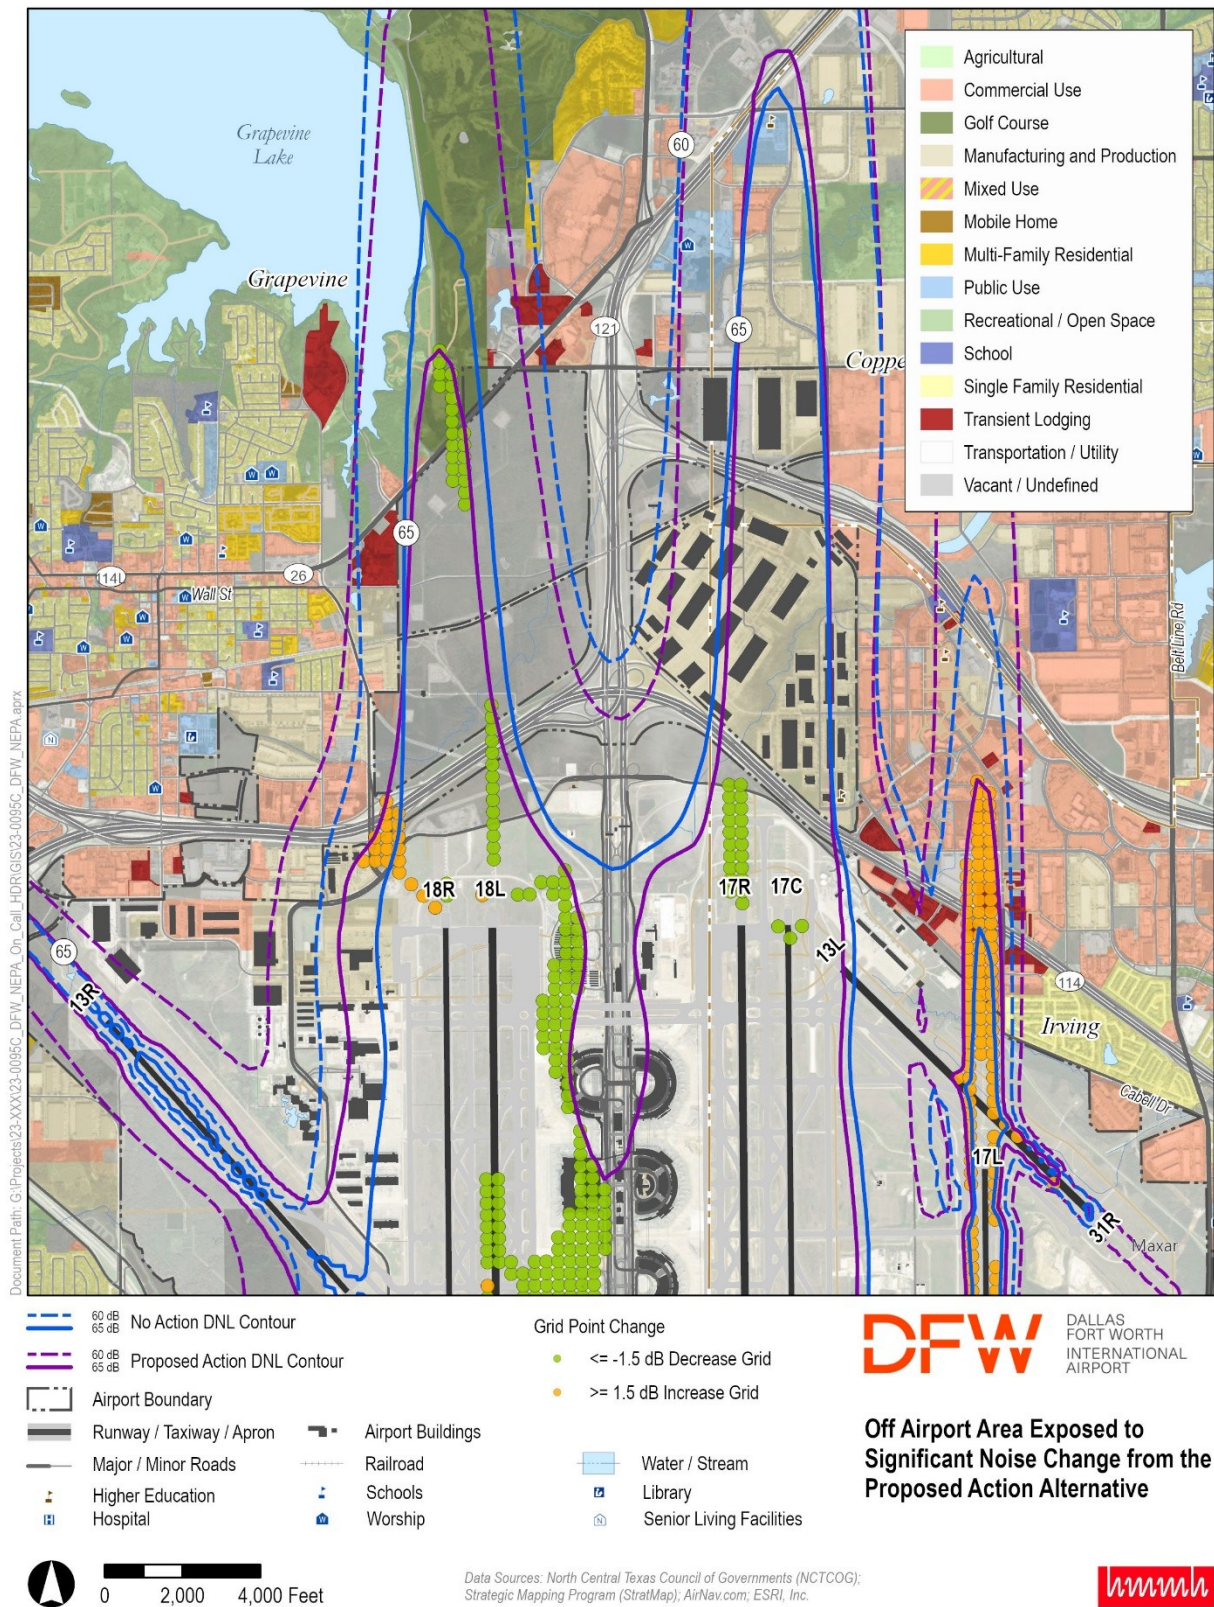 Grapevine
Lake
Grapevine
60
65
121
Coppe
65
114L
Wall St
26
Belt Line Rd
18R
18L
17R
17C
13L
65
13R
114
Irving
Cabell Dr
17L
31R
Maxar
Agricultural
Commercial Use
Golf Course
Manufacturing and Production
Mixed Use
Mobile Home
Multi-Family Residential
Public Use
Recreational / Open Space
School
Single Family Residential
Transient Lodging
Transportation / Utility
Vacant / Undefined
Document Path: G:\Projects\23-XXX\23-0095C_DFW_NEPA_On_Call_HDR\GIS\23-0095C_DFW_NEPA.aprx
60 dB
65 dB
No Action DNL Contour
60 dB
65 dB
Proposed Action DNL Contour
Airport Boundary
Runway / Taxiway / Apron
Airport Buildings
Major / Minor Roads
Railroad
Water / Stream
Higher Education
Schools
Library
Hospital
Worship
Senior Living Facilities
Grid Point Change
<= -1.5 dB Decrease Grid
>= 1.5 dB Increase Grid
DFW
DALLAS
FORT WORTH
INTERNATIONAL
AIRPORT
Off Airport Area Exposed to
Significant Noise Change from the
Proposed Action Alternative
0 2,000 4,000 Feet
Data Sources: North Central Texas Council of Governments (NCTCOG);
Strategic Mapping Program (StratMap); AirNav.com; ESRI, Inc.
hmmh